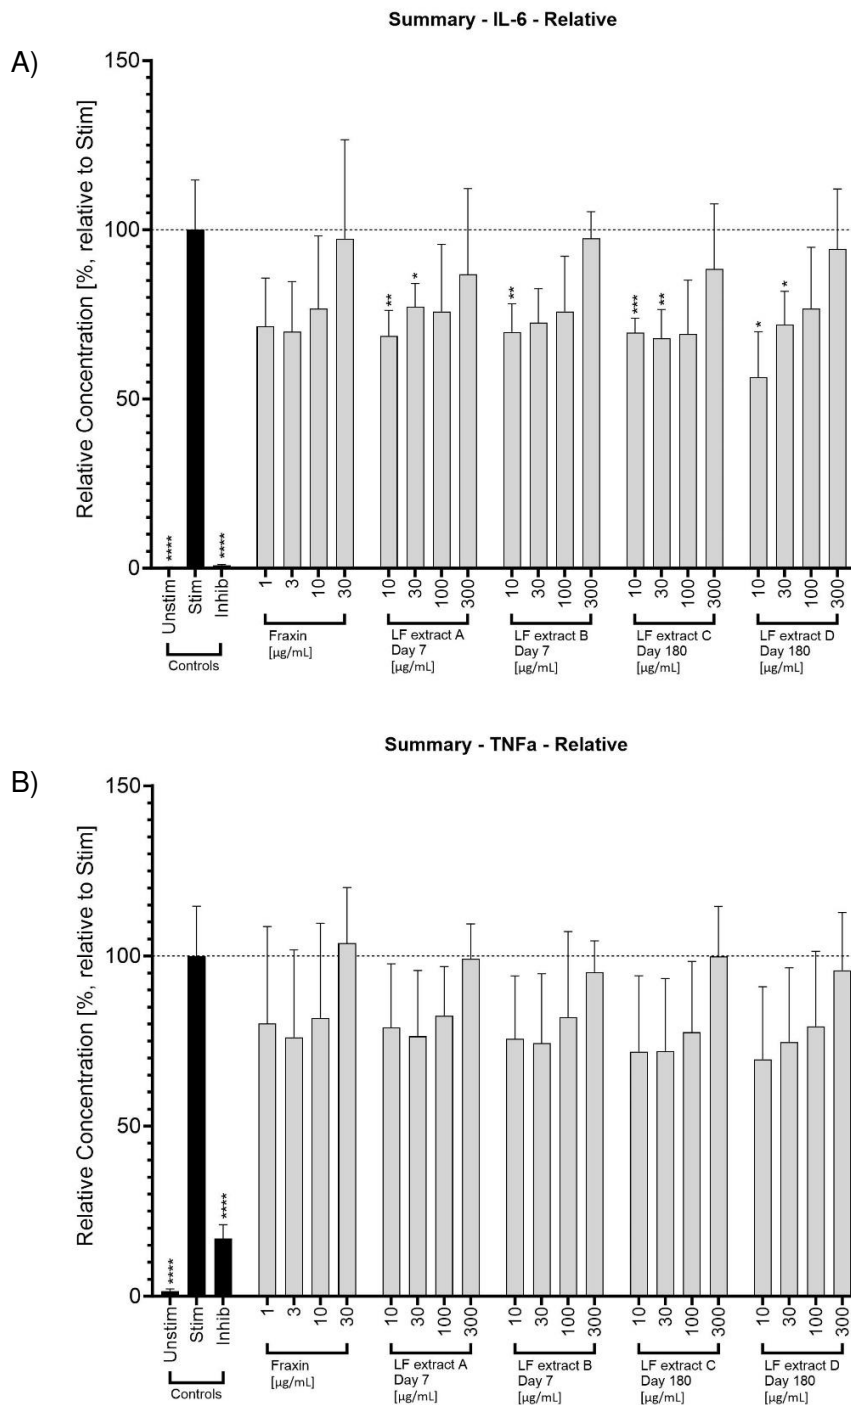 Summary - IL-6 - Relative
A)
Relative Concentration [%, relative to Stim]
150
100
50
0
**** **** ** * ** *** ** * *
Unstim Stim Inhib 1 3 10 30 10 30 100 300 10 30 100 300 10 30 100 300 10 30 100 300
Controls
Fraxin
[µg/mL]
LF extract A
Day 7
[µg/mL]
LF extract B
Day 7
[µg/mL]
LF extract C
Day 180
[µg/mL]
LF extract D
Day 180
[µg/mL]
Summary - TNFa - Relative
B)
Relative Concentration [%, relative to Stim]
150
100
50
0
**** ****
Unstim Stim Inhib 1 3 10 30 10 30 100 300 10 30 100 300 10 30 100 300 10 30 100 300
Controls
Fraxin
[µg/mL]
LF extract A
Day 7
[µg/mL]
LF extract B
Day 7
[µg/mL]
LF extract C
Day 180
[µg/mL]
LF extract D
Day 180
[µg/mL]